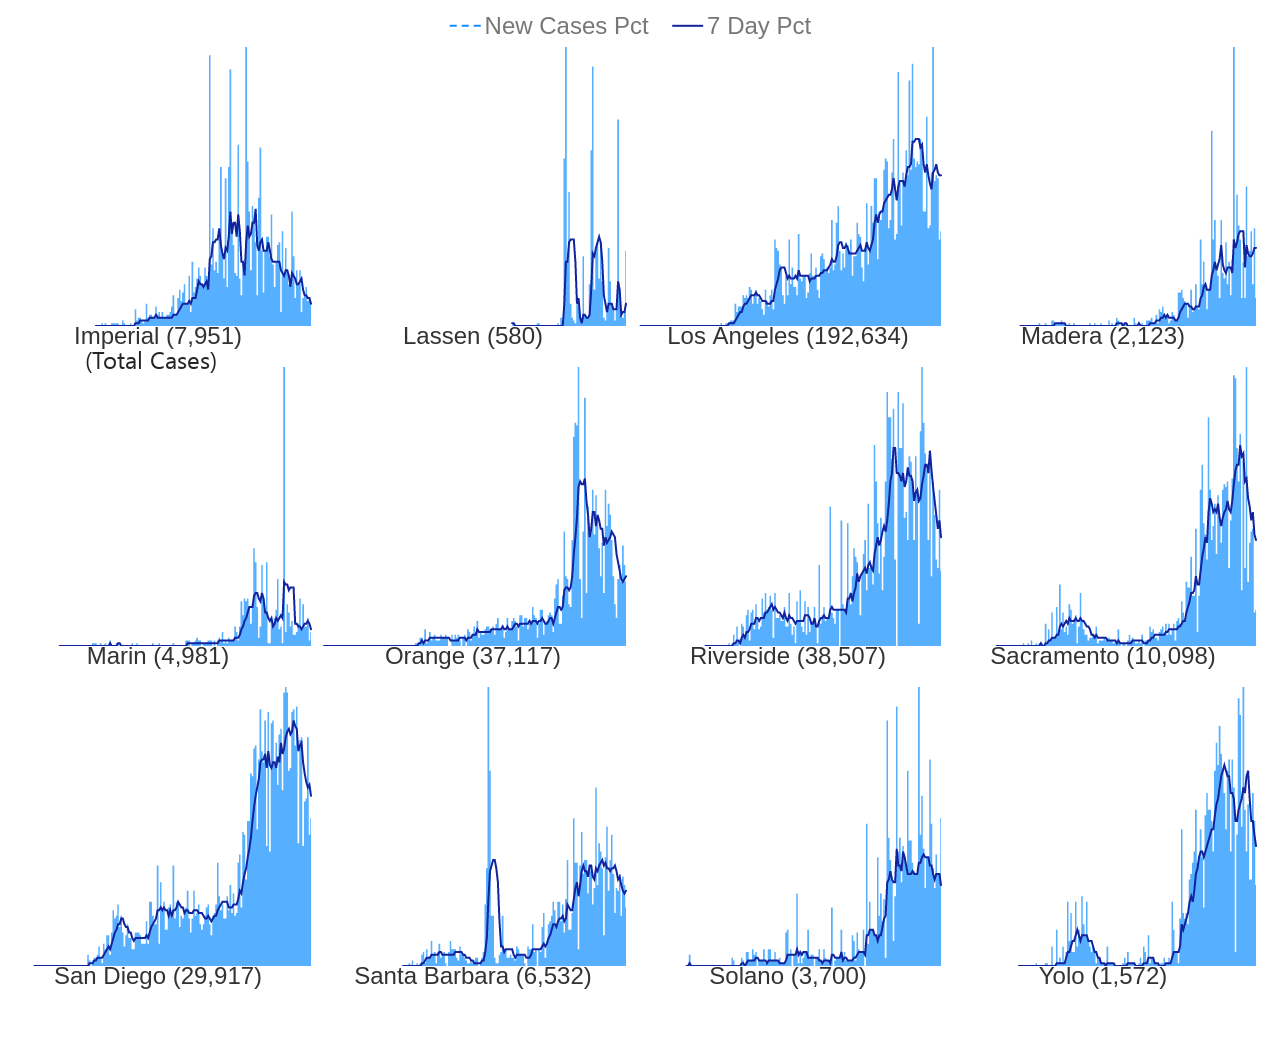 New Cases Pct 7 Day Pct
Imperial (7,951) Lassen (580) Los Angeles (192,634) Madera (2,123)
(Total Cases)
Marin (4,981) Orange (37,117) Riverside (38,507) Sacramento (10,098)
San Diego (29,917) Santa Barbara (6,532) Solano (3,700) Yolo (1,572)